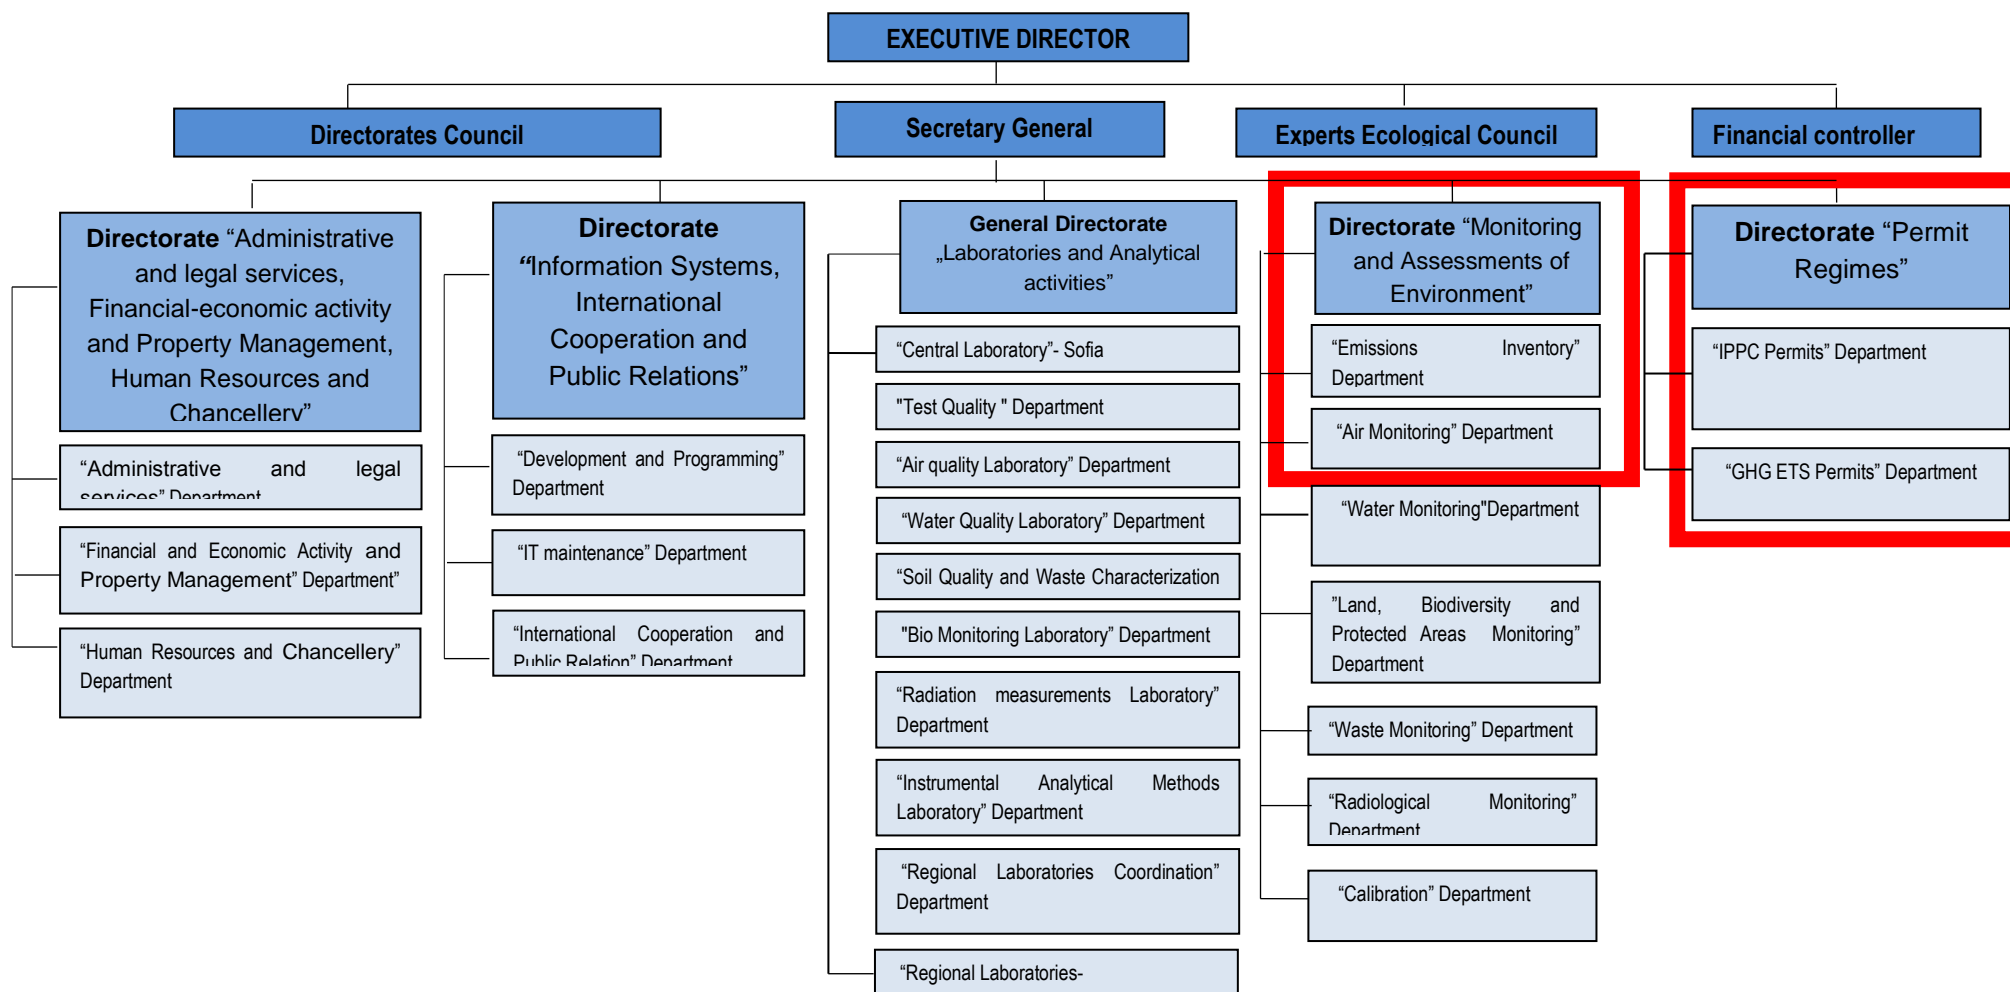 EXECUTIVE DIRECTOR
Directorates Council
Secretary General
Experts Ecological Council
Financial controller
Directorate “Administrative
and legal services,
Financial-economic activity
and Property Management,
Human Resources and
Chancellery”
“Administrative and legal
services” Department
“Financial and Economic Activity and
Property Management” Department”
“Human Resources and Chancellery”
Department
Directorate
“Information Systems,
International
Cooperation and
Public Relations”
“Development and Programming”
Department
“IT maintenance” Department
“International Cooperation and
Public Relation” Department
General Directorate
„Laboratories and Analytical
activities”
“Central Laboratory”- Sofia
"Test Quality " Department
“Air quality Laboratory” Department
“Water Quality Laboratory” Department
“Soil Quality and Waste Characterization
"Bio Monitoring Laboratory” Department
“Radiation measurements Laboratory”
Department
“Instrumental Analytical Methods
Laboratory” Department
“Regional Laboratories Coordination”
Department
“Regional Laboratories-
Directorate “Monitoring
and Assessments of
Environment”
“Emissions Inventory”
Department
“Air Monitoring” Department
“Water Monitoring"Department
”Land, Biodiversity and
Protected Areas Monitoring”
Department
“Waste Monitoring” Department
“Radiological Monitoring”
Department
“Calibration” Department
Directorate “Permit
Regimes”
“IPPC Permits” Department
“GHG ETS Permits” Department